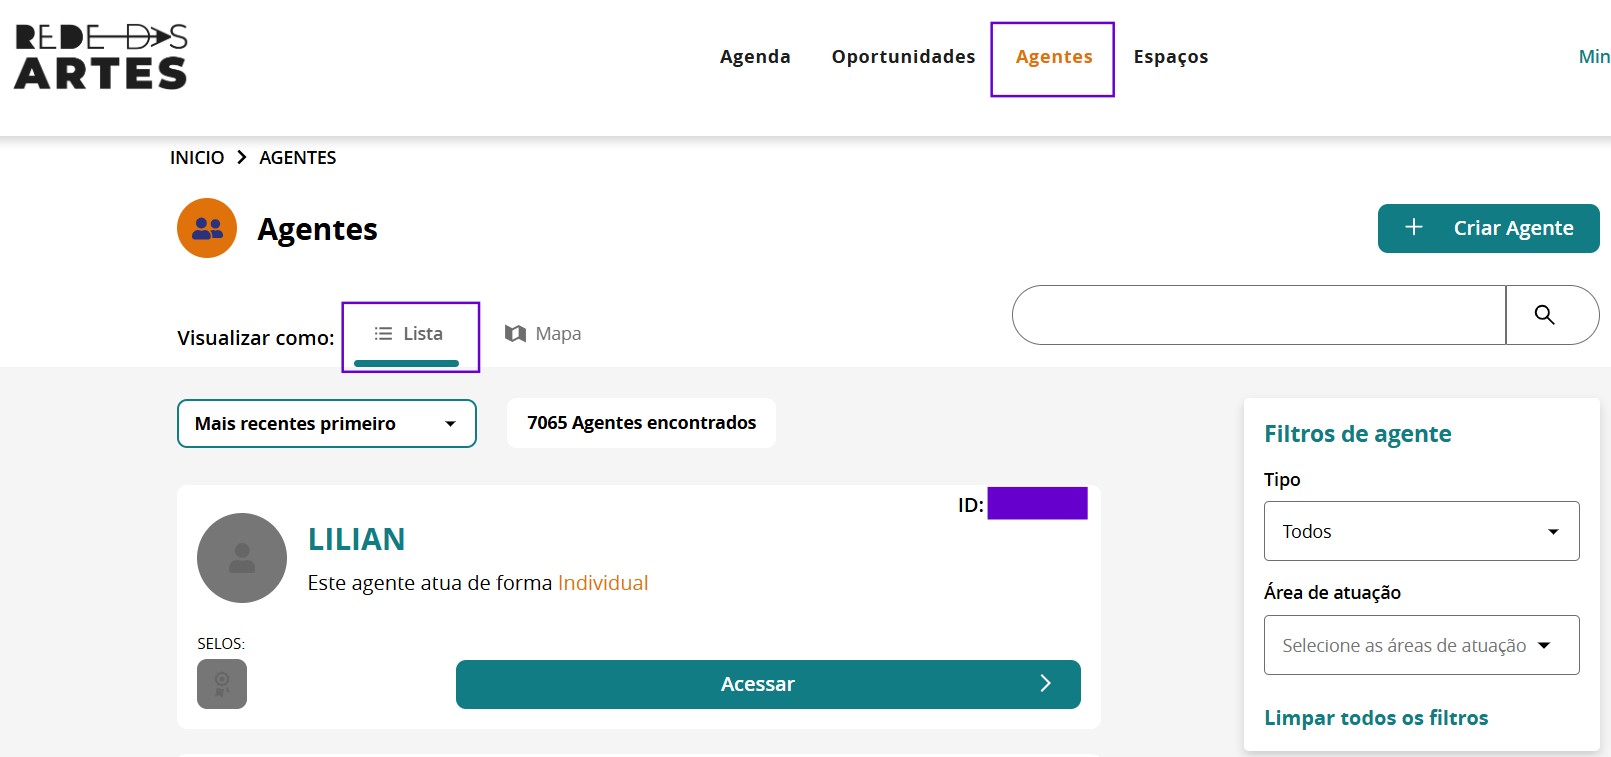 REDE DAS
ARTES
Agenda Oportunidades Agentes Espaços Min
INICIO > AGENTES
Agentes
+ Criar Agente
Visualizar como: Lista Mapa
Mais recentes primeiro
7065 Agentes encontrados
ID:
LILIAN
Este agente atua de forma Individual
SELOS:
Acessar
Filtros de agente
Tipo
Todos
Área de atuação
Selecione as áreas de atuação
Limpar todos os filtros